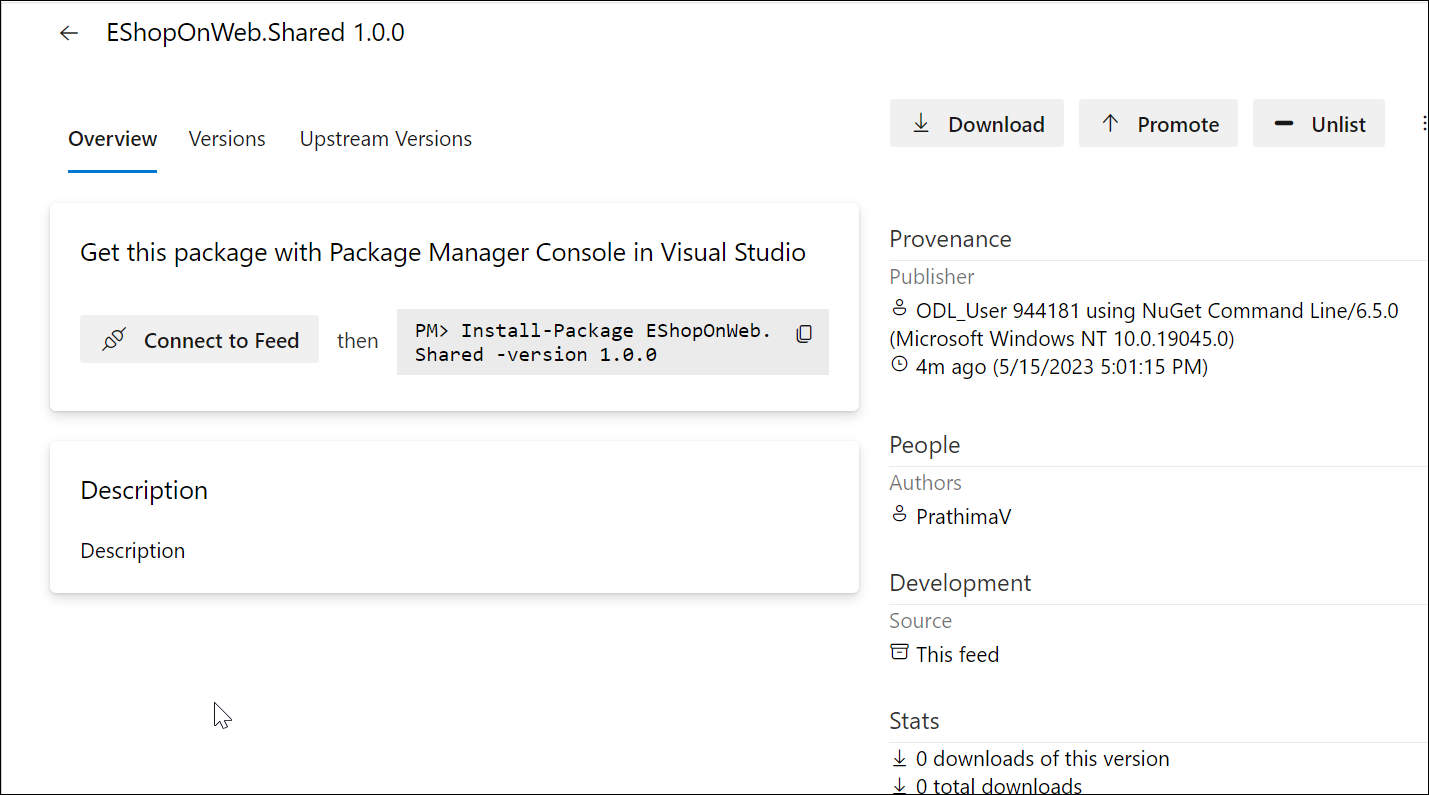 EShopOnWeb.Shared 1.0.0
Overview
Versions
Upstream Versions
Download
Promote
Unlist
Get this package with Package Manager Console in Visual Studio
Connect to Feed
then
PM> Install-Package EShopOnWeb.
Shared -version 1.0.0
Description
Description
Provenance
Publisher
ODL_User 944181 using NuGet Command Line/6.5.0
(Microsoft Windows NT 10.0.19045.0)
4m ago (5/15/2023 5:01:15 PM)
People
Authors
PrathimaV
Development
Source
This feed
Stats
0 downloads of this version
0 total downloads